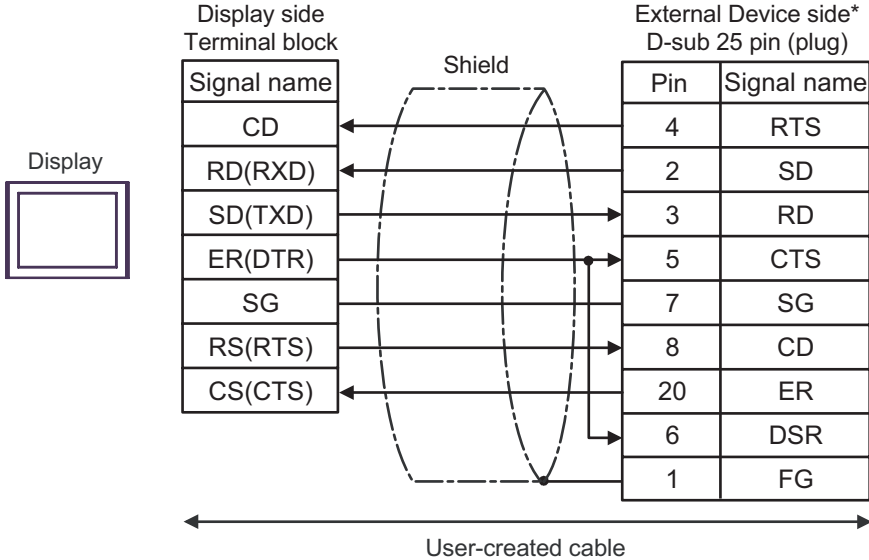 Display side
Terminal block
External Device side*
D-sub 25 pin (plug)
Shield
Display
Signal name
Pin Signal name
CD 4 RTS
RD(RXD) 2 SD
SD(TXD) 3 RD
ER(DTR) 5 CTS
SG 7 SG
RS(RTS) 8 CD
CS(CTS) 20 ER
6 DSR
1 FG
User-created cable